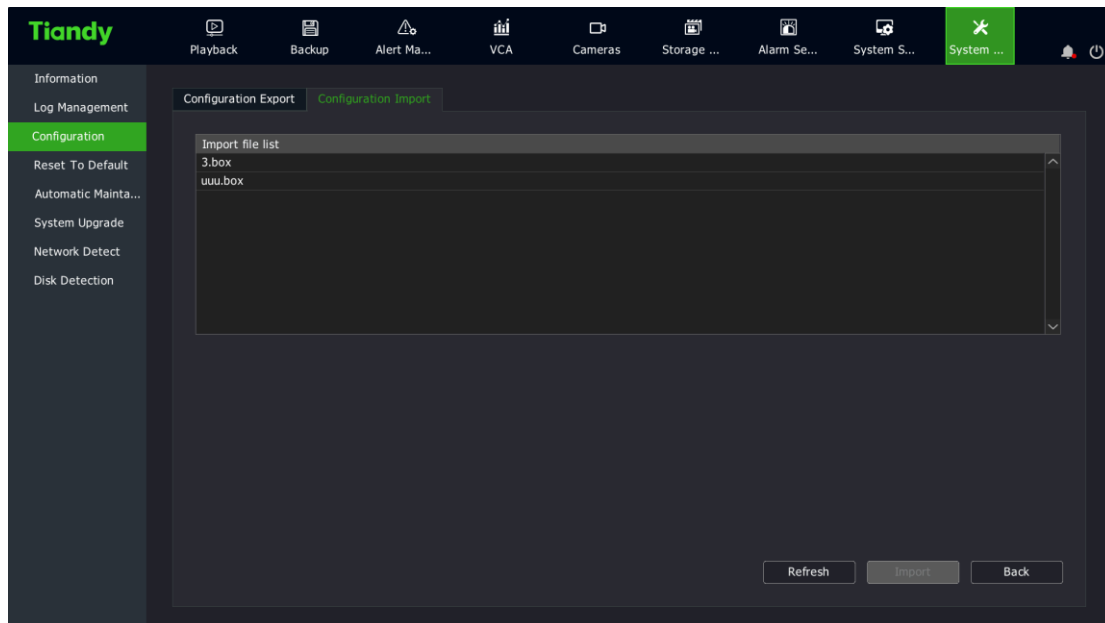 Tiandy
Playback Backup Alert Ma... VCA Cameras Storage ... Alarm Se... System S... System ...
Information
Log Management
Configuration
Reset To Default
Automatic Mainta...
System Upgrade
Network Detect
Disk Detection
Configuration Export Configuration Import
Import file list
3.box
uuu.box
Refresh Import Back